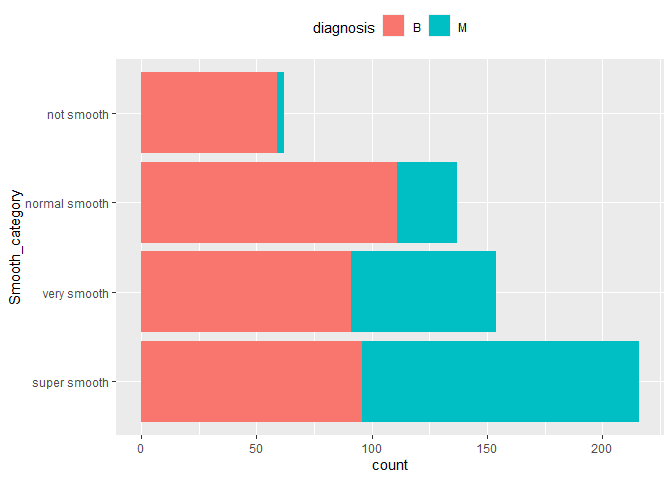 diagnosis B M
not smooth
normal smooth
very smooth
super smooth
Smooth_category
0 50 100 150 200
count